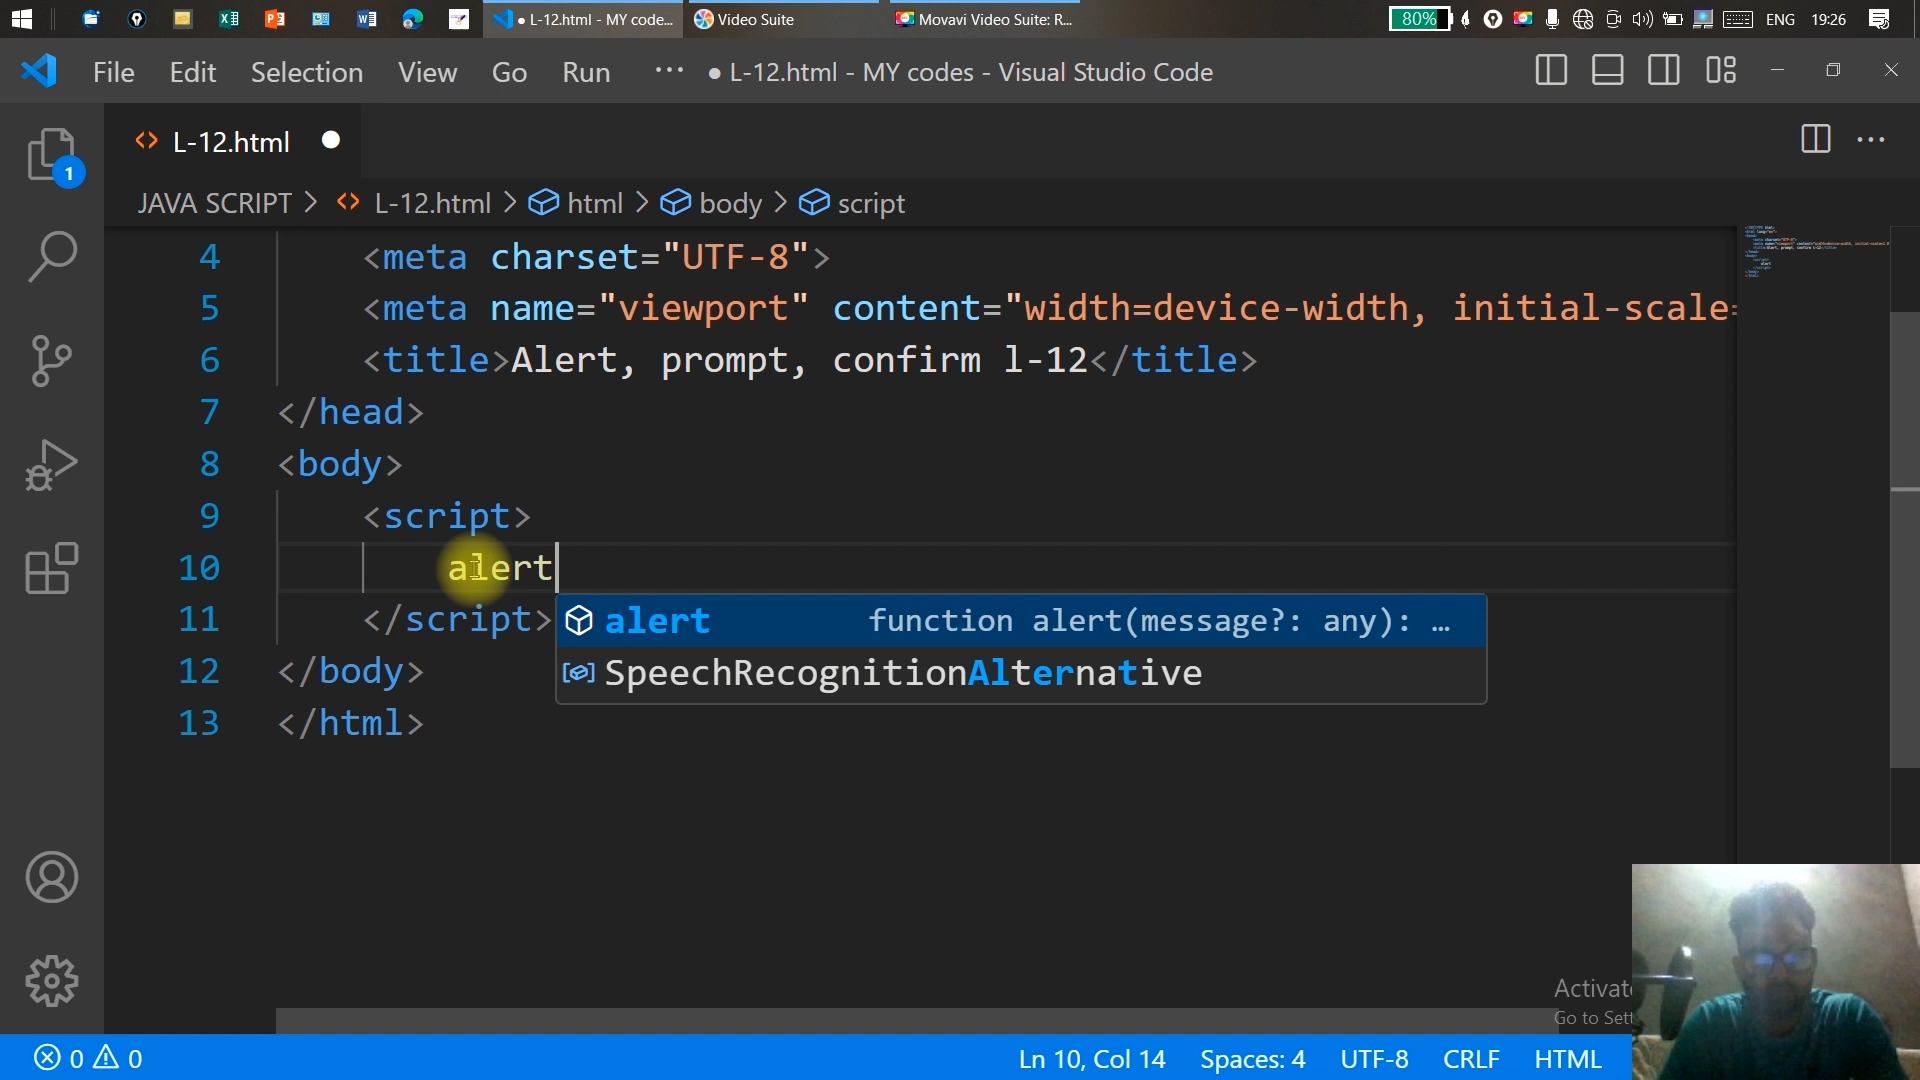 L-12.html - MY code...
Video Suite
Movavi Video Suite: R...
80%
ENG
19:26
File Edit Selection View Go Run ··· ● L-12.html - MY codes - Visual Studio Code
1
<> L-12.html ●
JAVA SCRIPT > <> L-12.html > html > body > script
4 <meta charset="UTF-8">
5 <meta name="viewport" content="width=device-width, initial-scale=
6 <title>Alert, prompt, confirm l-12</title>
7 </head>
8 <body>
9 <script>
10 alert
11 </script>
alert function alert(message?: any): …
SpeechRecognitionAlternative
12 </body>
13 </html>
Activat
Go to Sett
0 0 Ln 10, Col 14 Spaces: 4 UTF-8 CRLF HTML